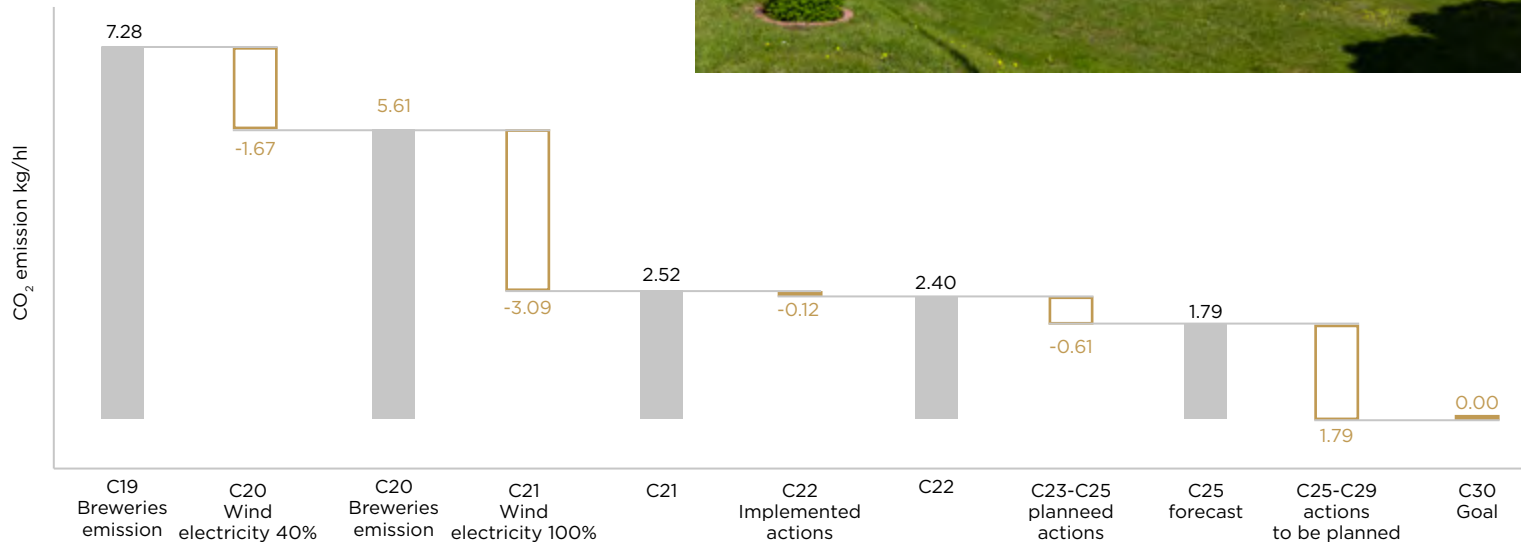 CO₂ emission kg/hl
7.28
-1.67
5.61
-3.09
2.52
-0.12
2.40
-0.61
1.79
1.79
0.00
C19
Breweries
emission
C20
Wind
electricity 40%
C20
Breweries
emission
C21
Wind
electricity 100%
C21
C22
Implemented
actions
C22
C23-C25
planneed
actions
C25
forecast
C25-C29
actions
to be planned
C30
Goal